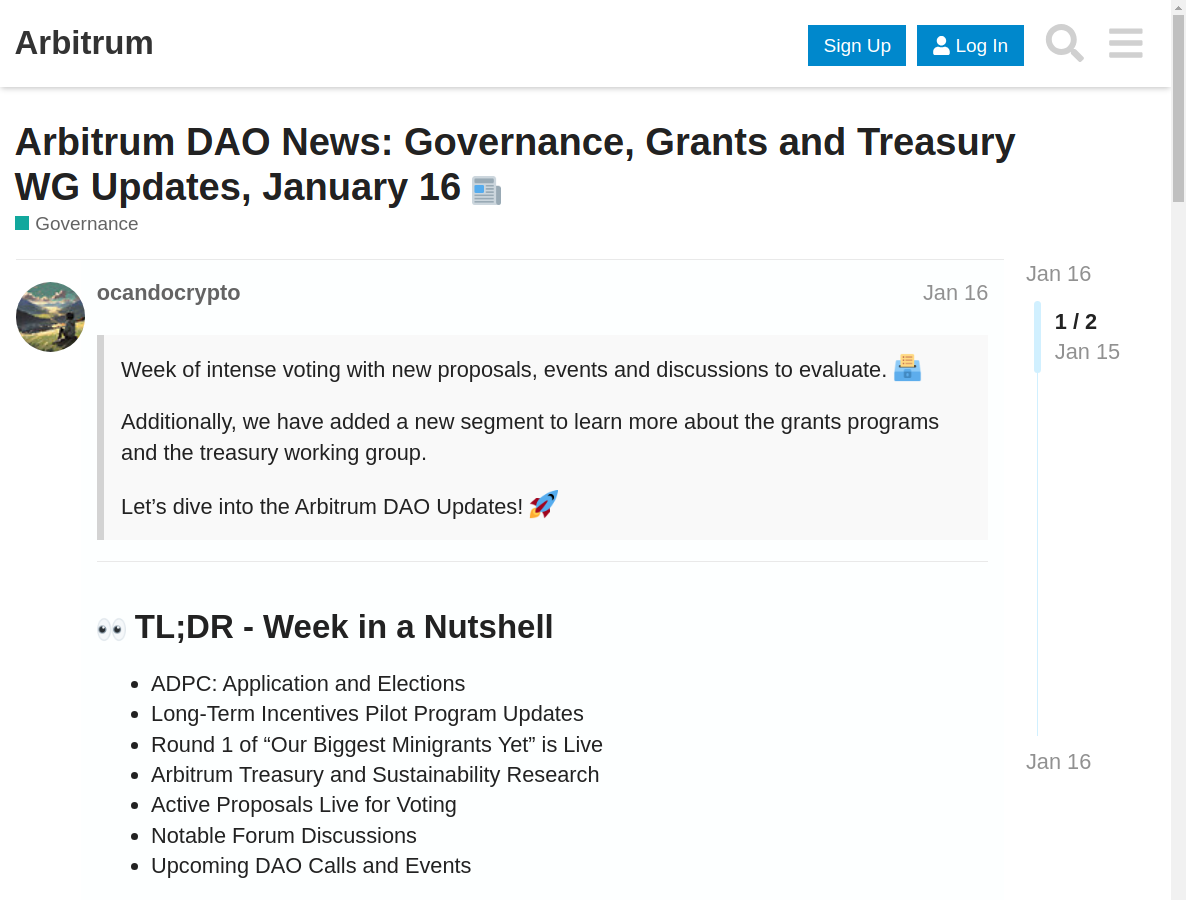 Arbitrum
Sign Up
Log In
Arbitrum DAO News: Governance, Grants and Treasury
WG Updates, January 16
Governance
ocandocrypto
Jan 16
Week of intense voting with new proposals, events and discussions to evaluate.
Additionally, we have added a new segment to learn more about the grants programs
and the treasury working group.
Let’s dive into the Arbitrum DAO Updates!
TL;DR - Week in a Nutshell
ADPC: Application and Elections
Long-Term Incentives Pilot Program Updates
Round 1 of “Our Biggest Minigrants Yet” is Live
Arbitrum Treasury and Sustainability Research
Active Proposals Live for Voting
Notable Forum Discussions
Upcoming DAO Calls and Events
Jan 16
1 / 2
Jan 15
Jan 16